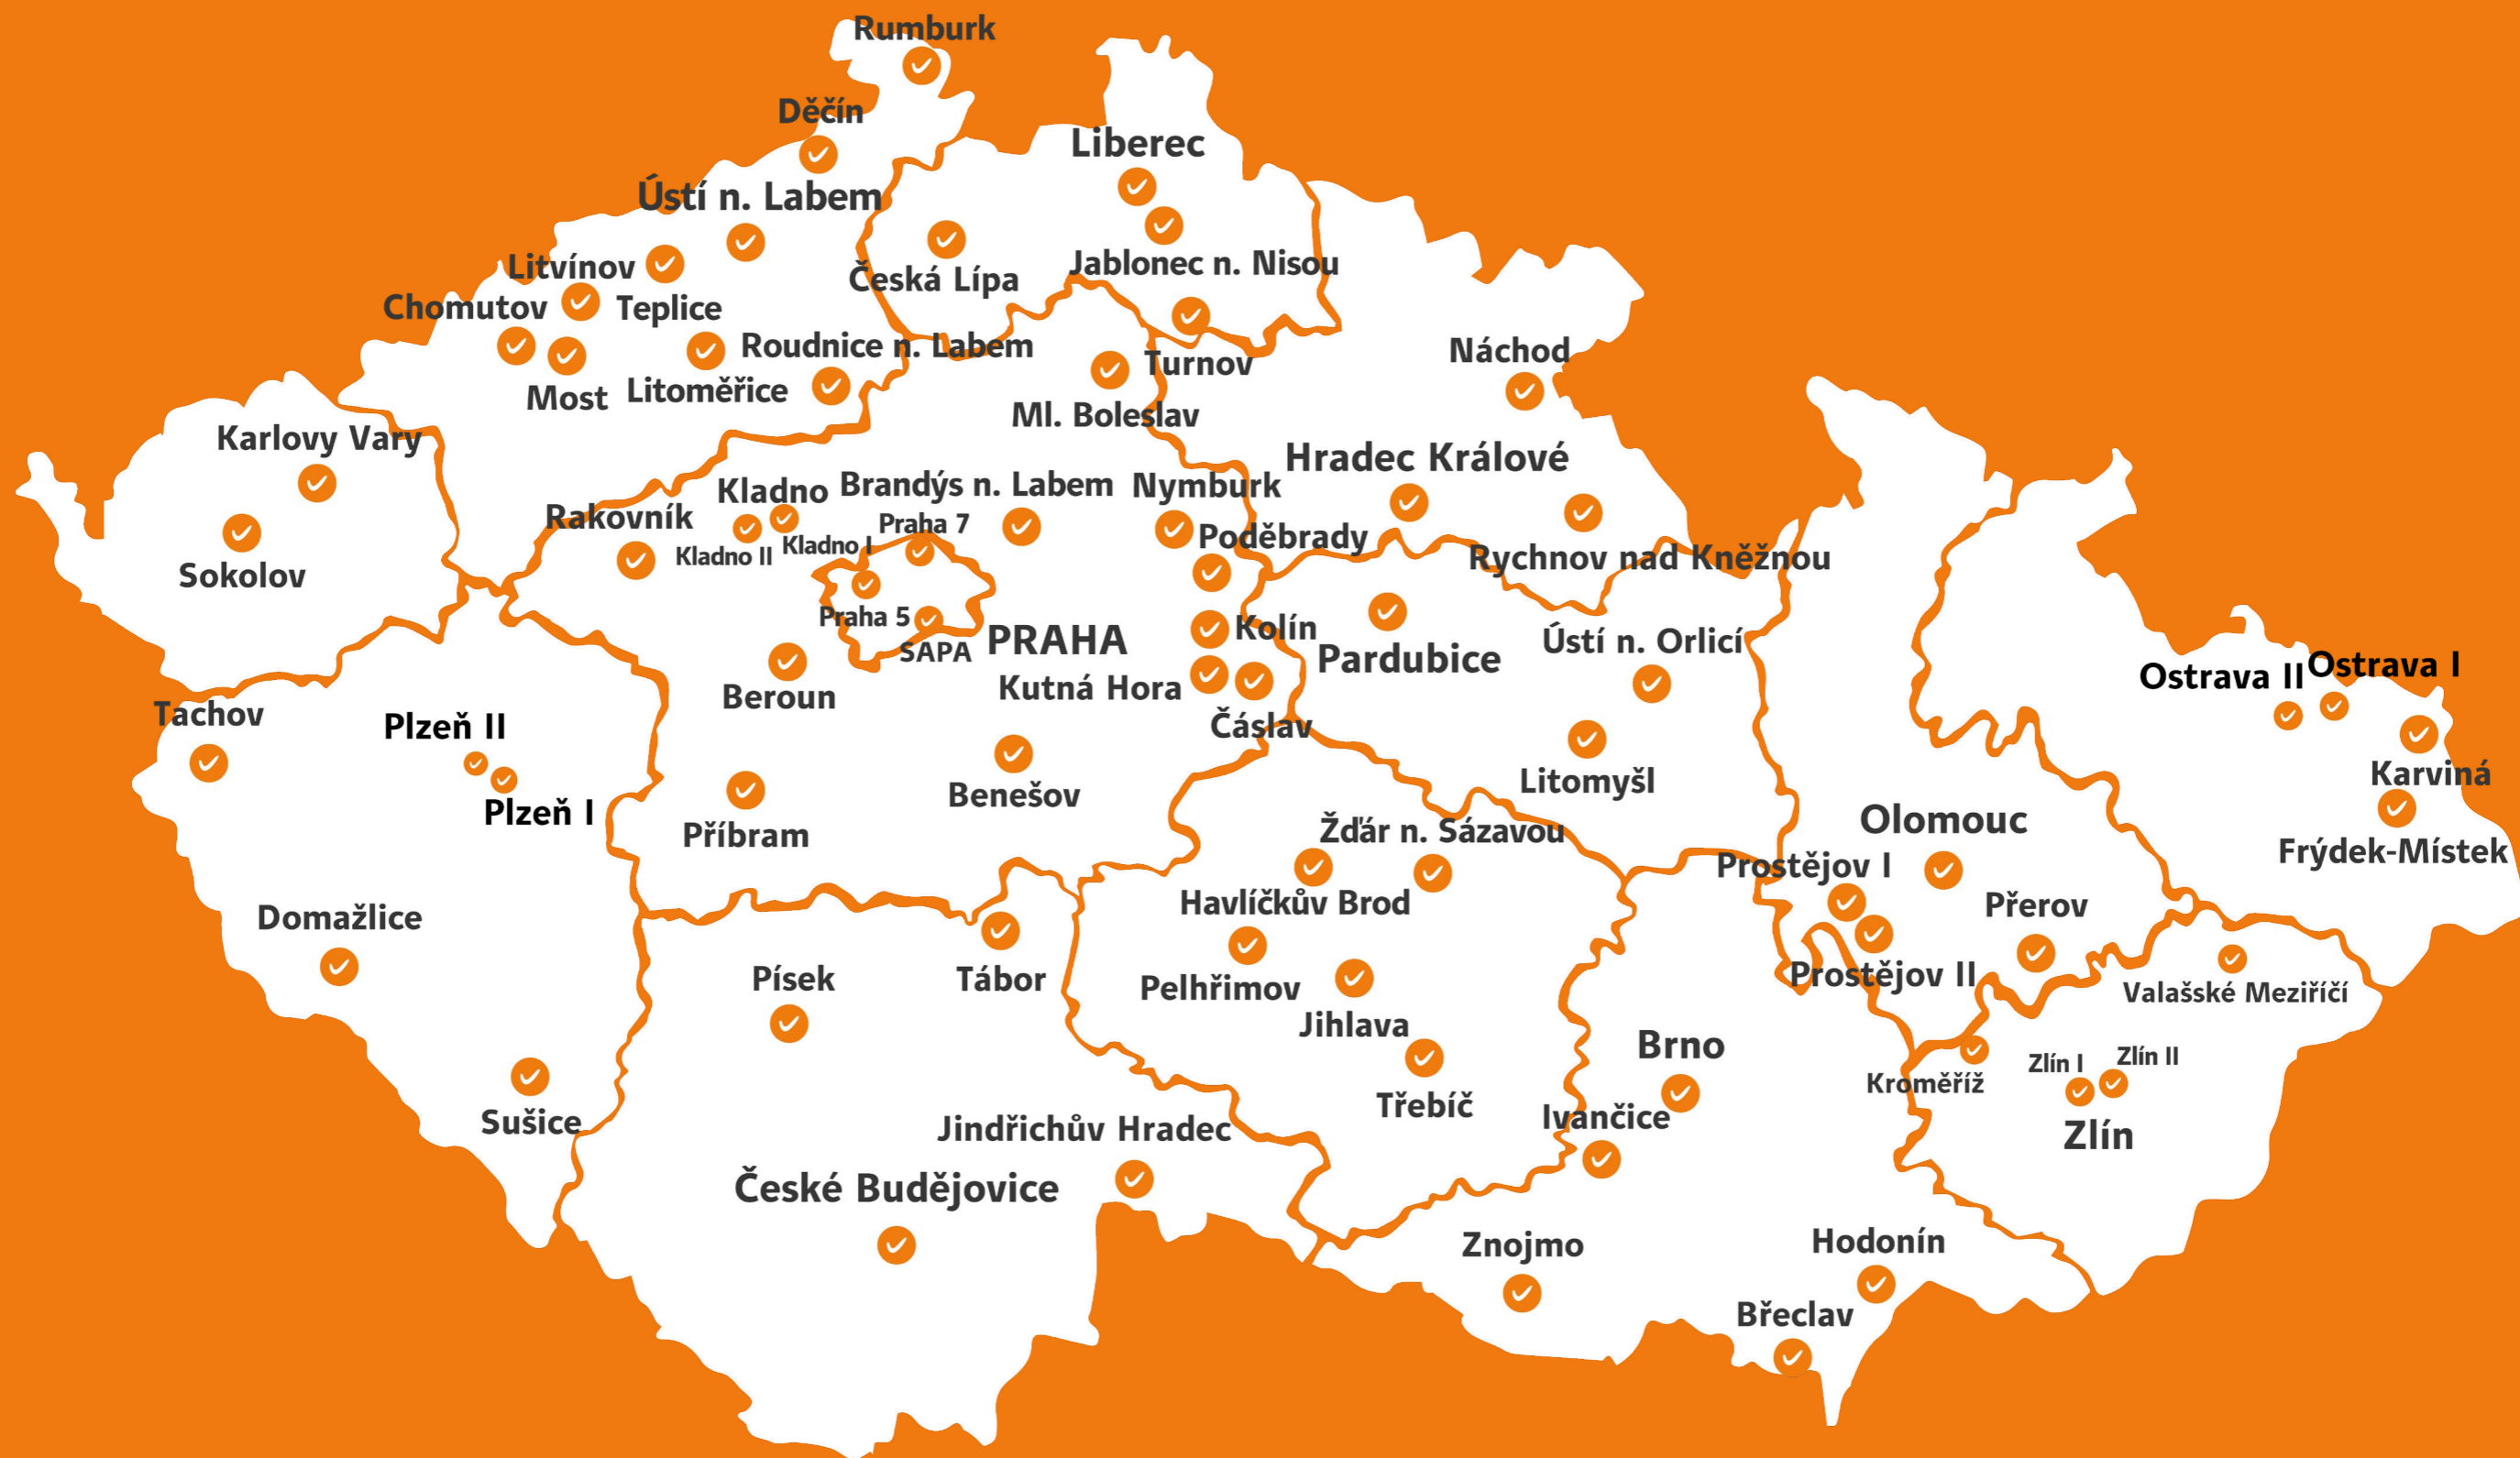 Rumburk
Děčín
Liberec
Ústí n. Labem
Litvínov
Česká Lípa
Jablonec n. Nisou
Chomutov
Teplice
Roudnice n. Labem
Turnov
Náchod
Most
Litoměřice
Ml. Boleslav
Karlovy Vary
Hradec Králové
Kladno
Brandýs n. Labem
Nymburk
Rakovník
Praha 7
Poděbrady
Kladno II
Kladno I
Rychnov nad Kněžnou
Sokolov
Praha 5
SAPA
PRAHA
Kolín
Pardubice
Ústí n. Orlicí
Ostrava II
Ostrava I
Beroun
Kutná Hora
Tachov
Plzeň II
Čáslav
Karviná
Benešov
Litomyšl
Plzeň I
Příbram
Žďár n. Sázavou
Olomouc
Frýdek-Místek
Prostějov I
Havlíčkův Brod
Přerov
Domažlice
Písek
Tábor
Pelhřimov
Prostějov II
Valašské Meziříčí
Jihlava
Brno
Zlín I
Zlín II
Kroměříž
Třebíč
Ivančice
Sušice
Jindřichův Hradec
Zlín
České Budějovice
Znojmo
Hodonín
Břeclav